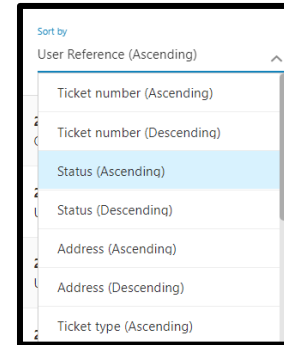 Sort by
User Reference (Ascending)
Ticket number (Ascending)
Ticket number (Descending)
Status (Ascending)
Status (Descending)
Address (Ascending)
Address (Descending)
Ticket type (Ascending)